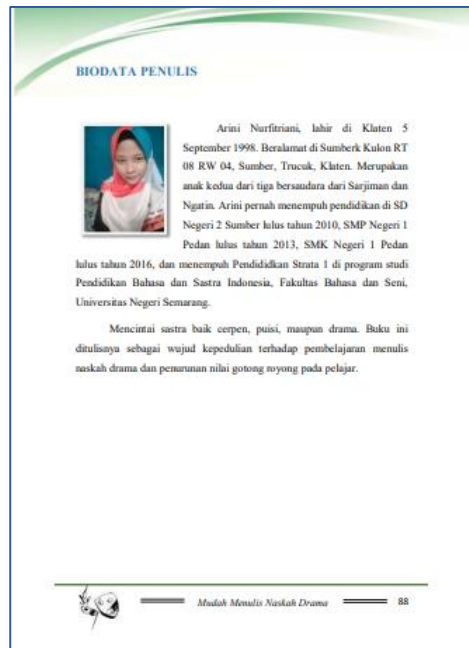 BIODATA PENULIS
Arini Nurfitriani, lahir di Klaten 5
September 1998. Beralamat di Sumberk Kulon RT
08 RW 04, Sumber, Trucuk, Klaten. Merupakan
anak kedua dari tiga bersaudara dari Sarjiman dan
Ngatin. Arini pernah menempuh pendidikan di SD
Negeri 2 Sumber lulus tahun 2010, SMP Negeri 1
Pedan lulus tahun 2013, SMK Negeri 1 Pedan
lulus tahun 2016, dan menempuh Pendididkan Strata 1 di program studi
Pendidikan Bahasa dan Sastra Indonesia, Fakultas Bahasa dan Seni,
Universitas Negeri Semarang.
Mencintai sastra baik cerpen, puisi, maupun drama. Buku ini
ditulisnya sebagai wujud kepedulian terhadap pembelajaran menulis
naskah drama dan penurunan nilai gotong royong pada pelajar.
Mudah Menulis Naskah Drama 88